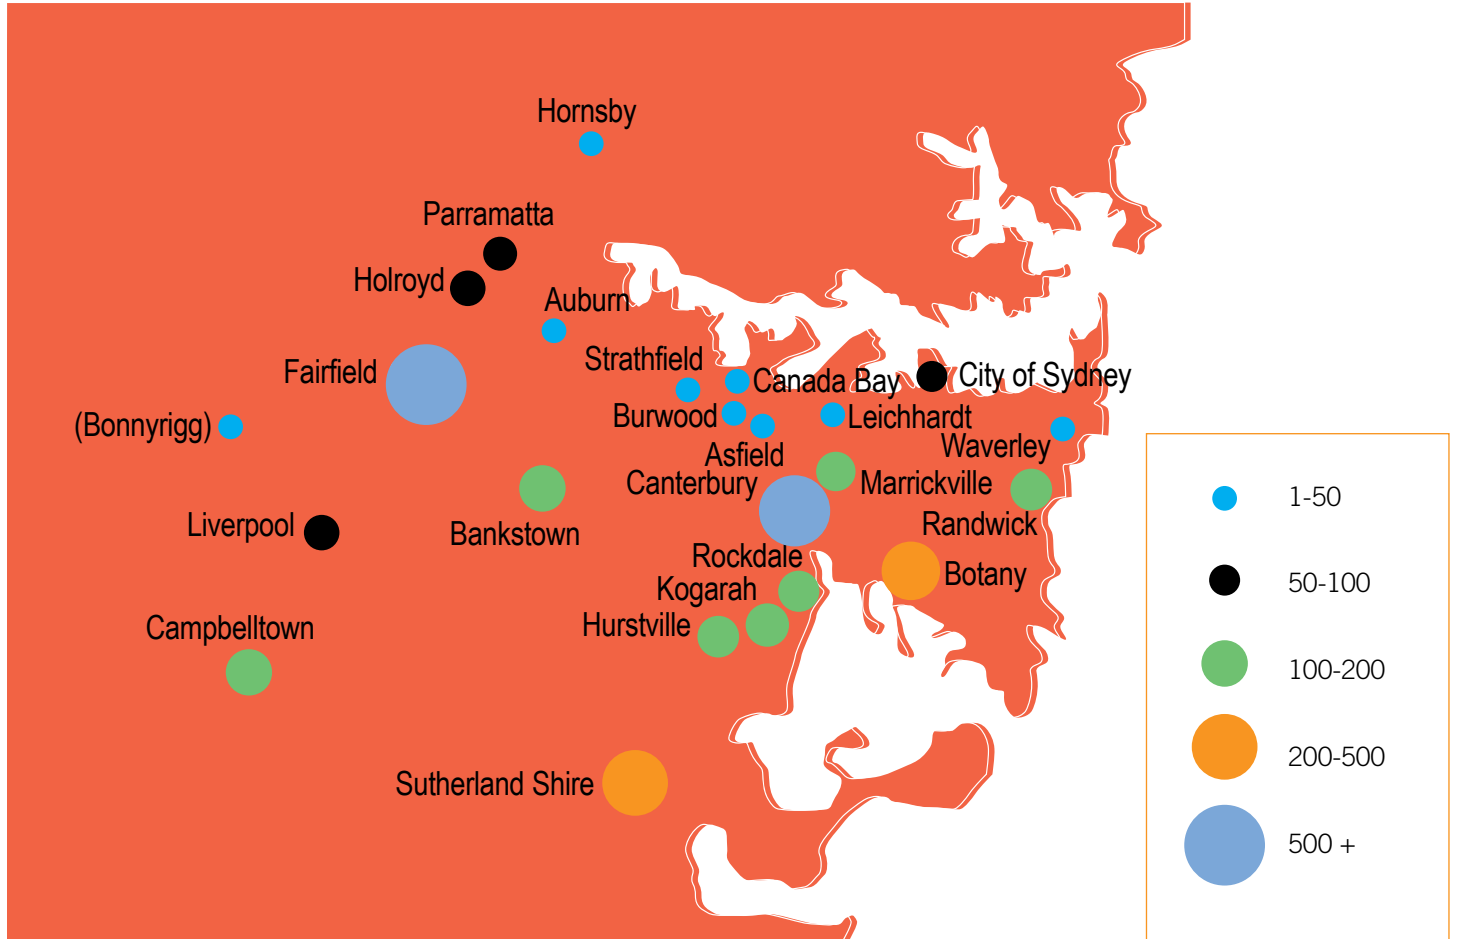 Hornsby
Parramatta
Holroyd
Auburn
Strathfield
Fairfield
Canada Bay
City of Sydney
Burwood
Leichhardt
(Bonnyrigg)
Waverley
Asfield
Canterbury
Marrickville
Liverpool
Bankstown
Randwick
Rockdale
Botany
Kogarah
Hurstville
Campbelltown
Sutherland Shire
1-50
50-100
100-200
200-500
500 +